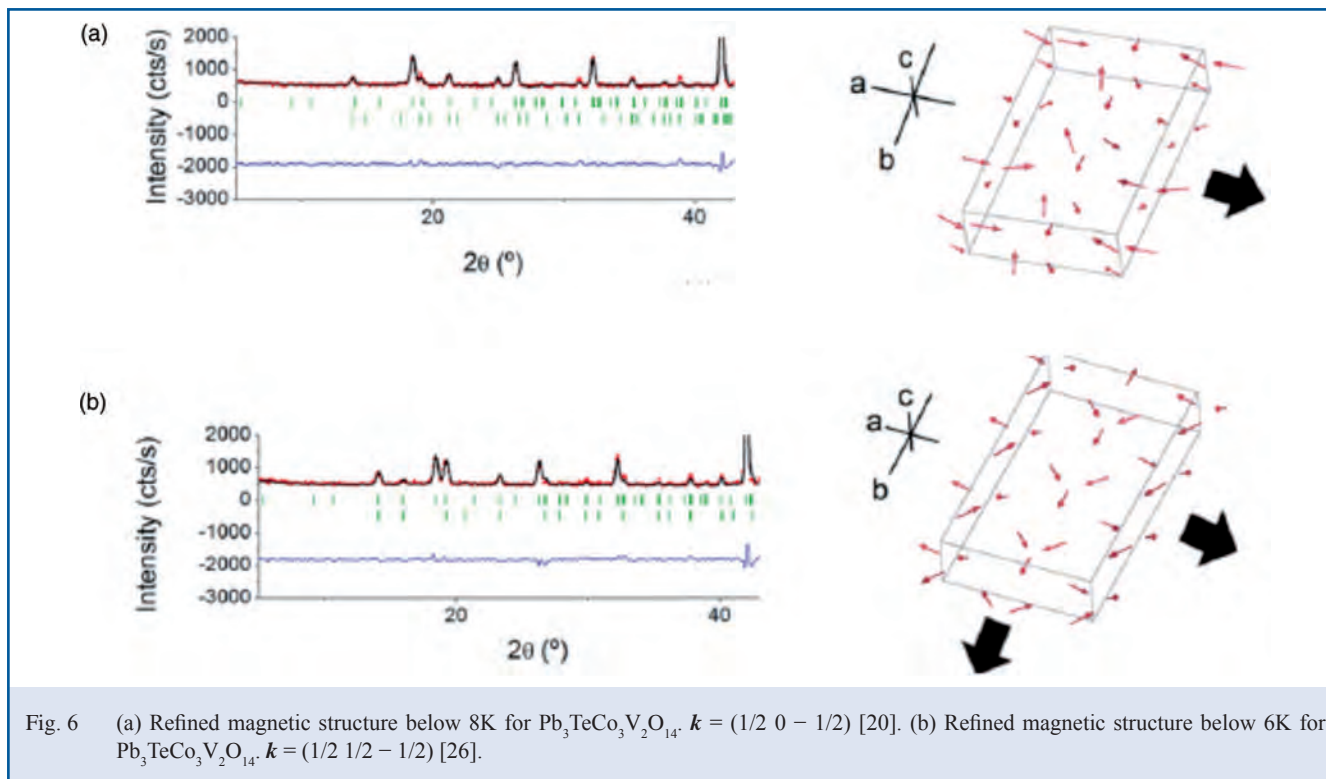 (a)
2000
1000
0
-1000
-2000
-3000
Intensity (cts/s)
20
40
2θ (º)
a
c
b
(b)
2000
1000
0
-1000
-2000
-3000
Intensity (cts/s)
20
40
2θ (º)
a
c
b
Fig. 6 (a) Refined magnetic structure below 8K for Pb₃TeCo₃V₂O₁₄. k = (1/2 0 − 1/2) [20]. (b) Refined magnetic structure below 6K for
Pb₃TeCo₃V₂O₁₄. k = (1/2 1/2 − 1/2) [26].